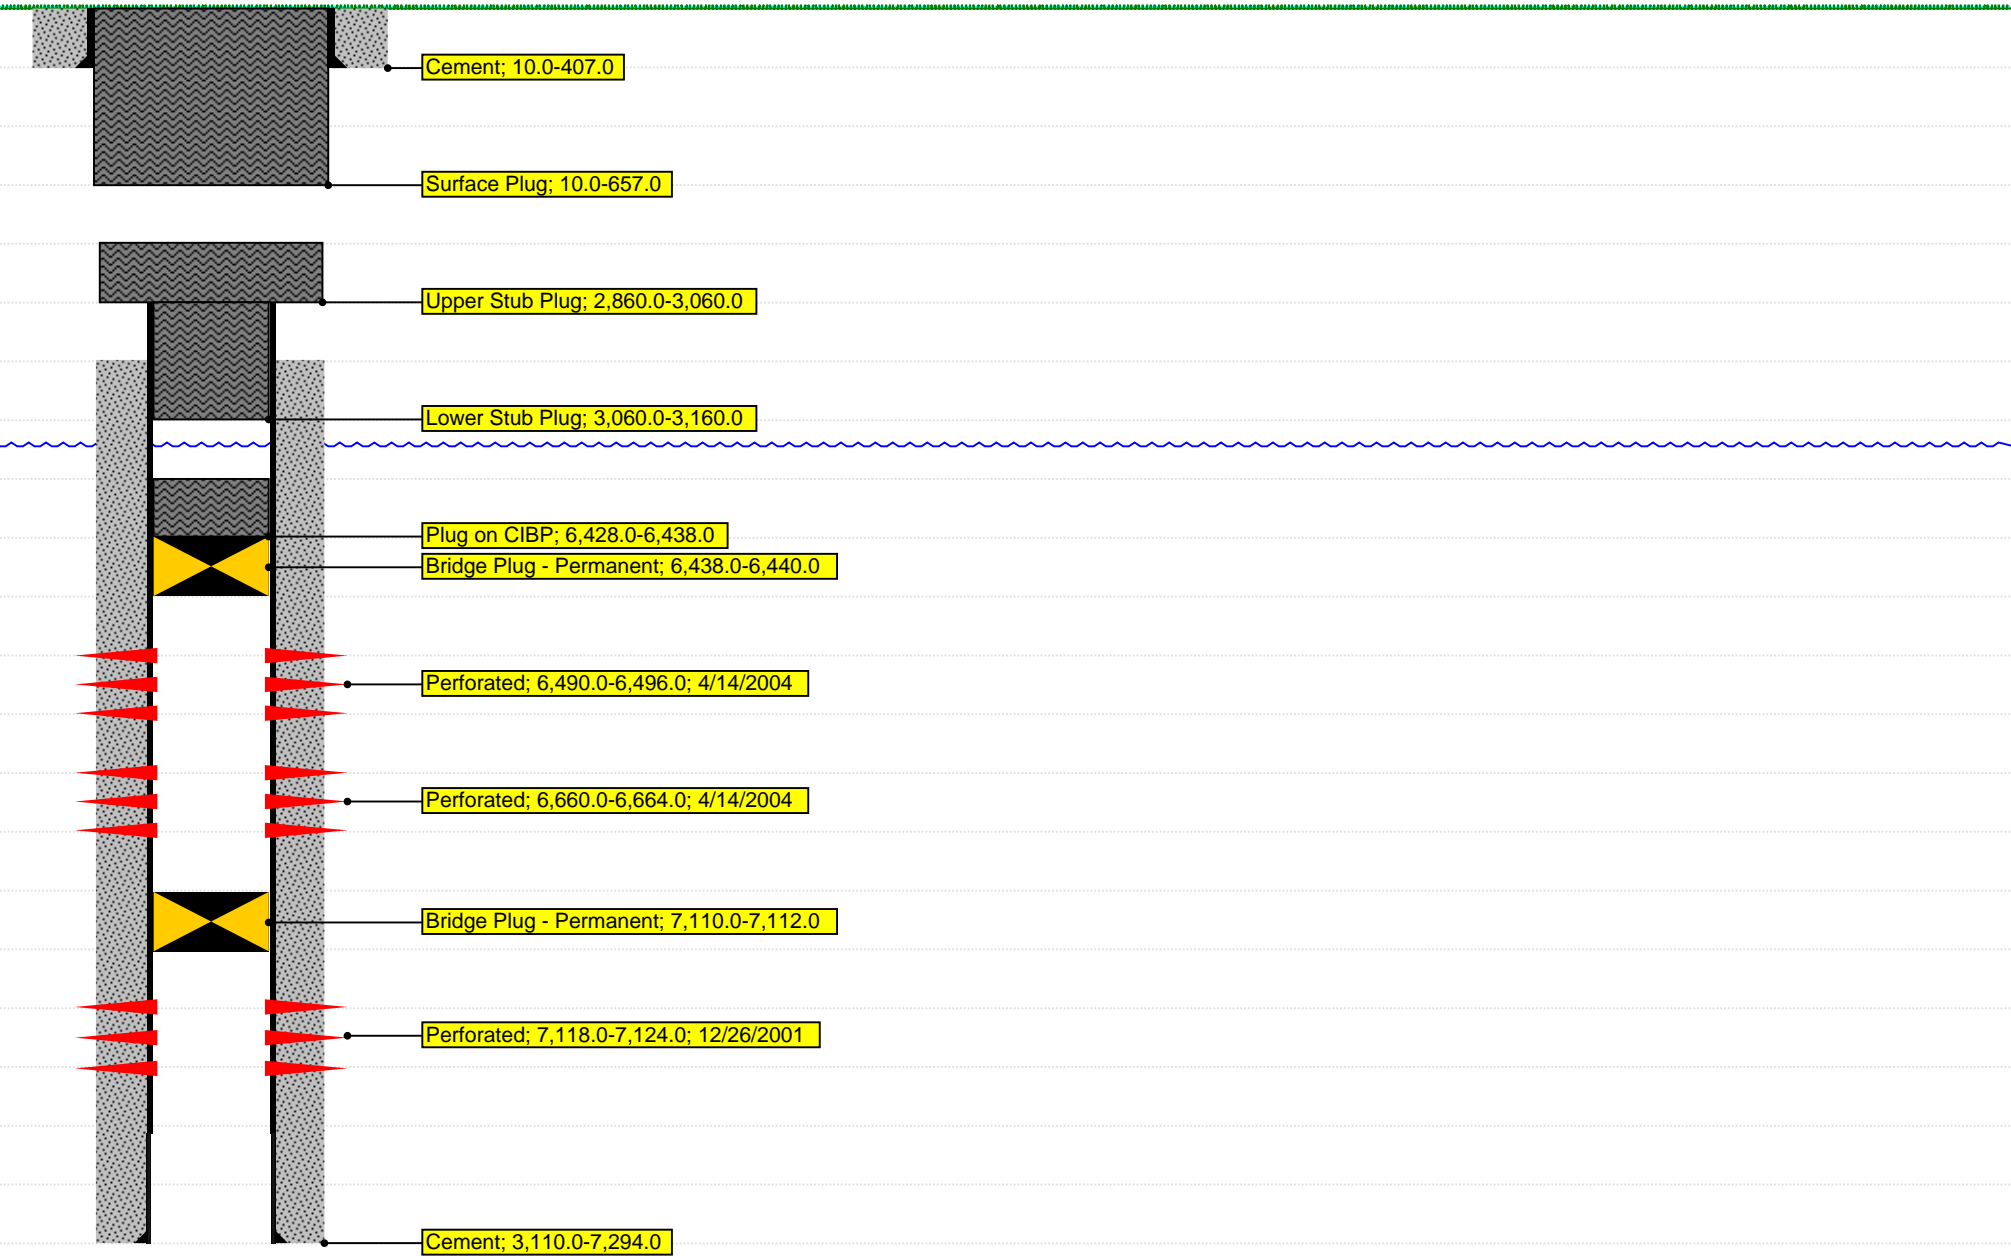 Cement; 10.0-407.0
Surface Plug; 10.0-657.0
Upper Stub Plug; 2,860.0-3,060.0
Lower Stub Plug; 3,060.0-3,160.0
Plug on CIBP; 6,428.0-6,438.0
Bridge Plug - Permanent; 6,438.0-6,440.0
Perforated; 6,490.0-6,496.0; 4/14/2004
Perforated; 6,660.0-6,664.0; 4/14/2004
Bridge Plug - Permanent; 7,110.0-7,112.0
Perforated; 7,118.0-7,124.0; 12/26/2001
Cement; 3,110.0-7,294.0